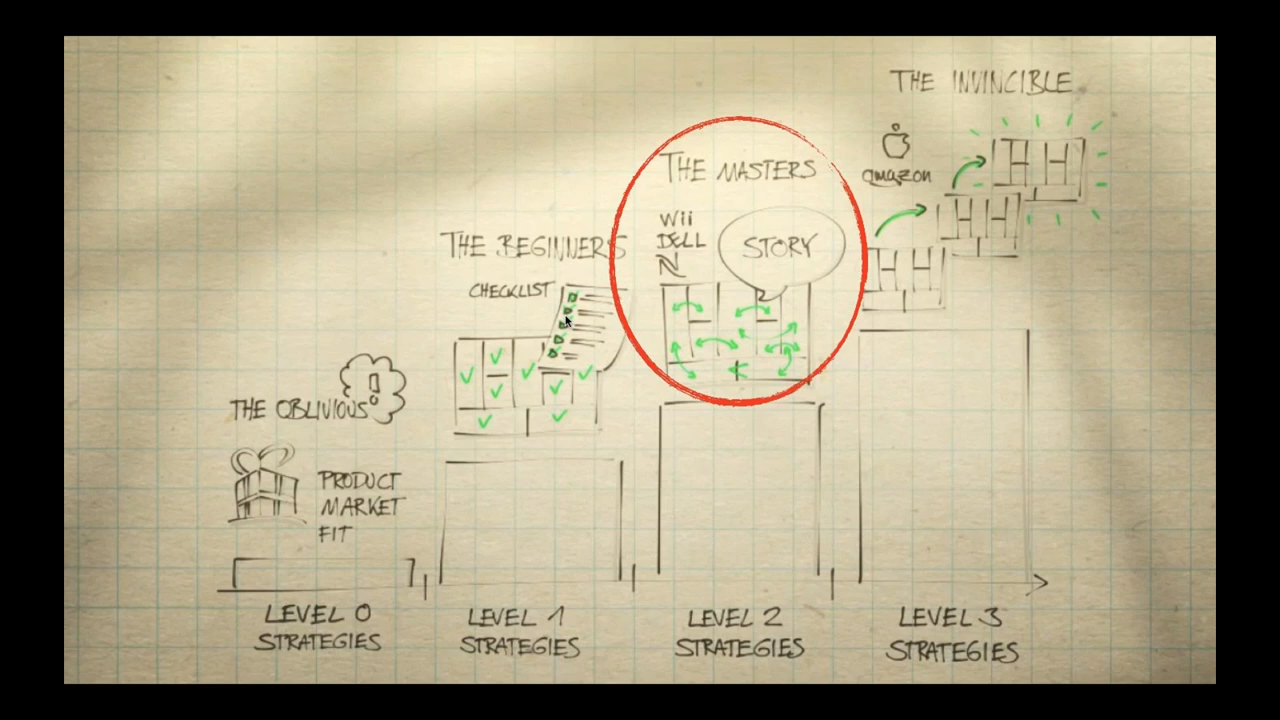 THE INVINCIBLE
amazon
THE MASTERS
Wii
DELL
N
STORY
THE BEGINNERS
CHECKLIST
THE OBLIVIOUS
PRODUCT
MARKET
FIT
LEVEL 0
STRATEGIES
LEVEL 1
STRATEGIES
LEVEL 2
STRATEGIES
LEVEL 3
STRATEGIES